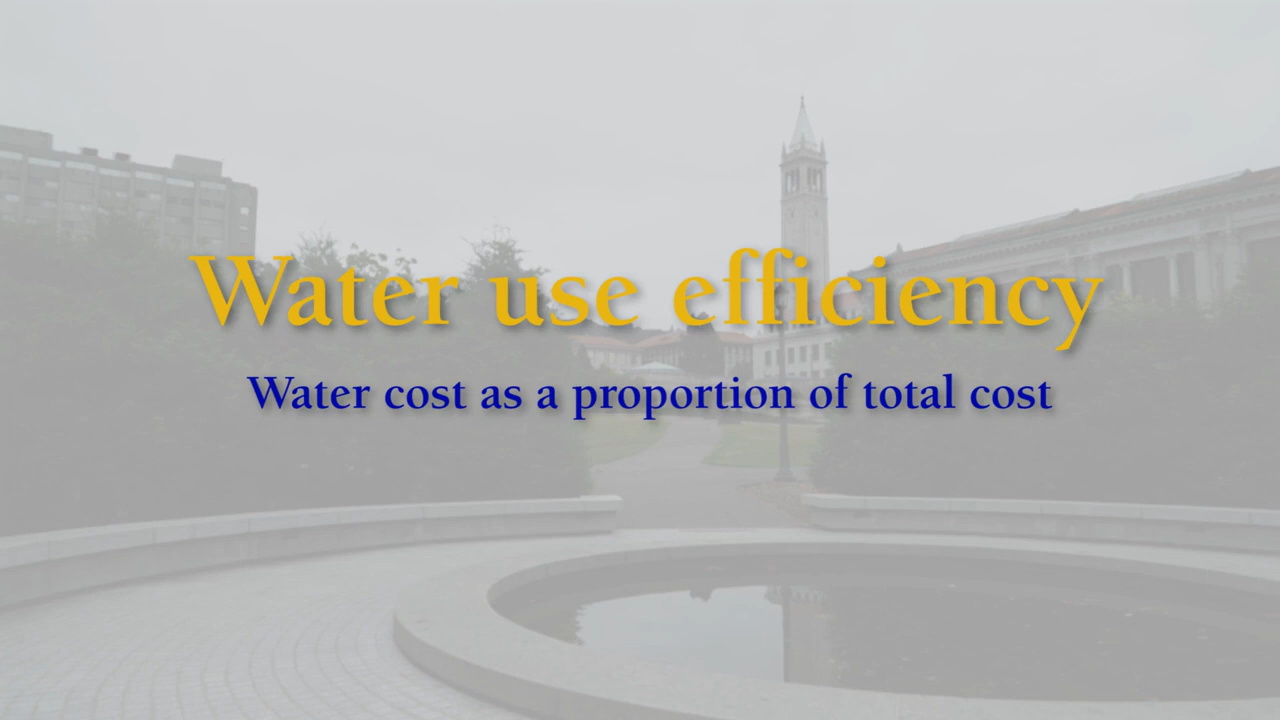 Water use efficiency
Water cost as a proportion of total cost